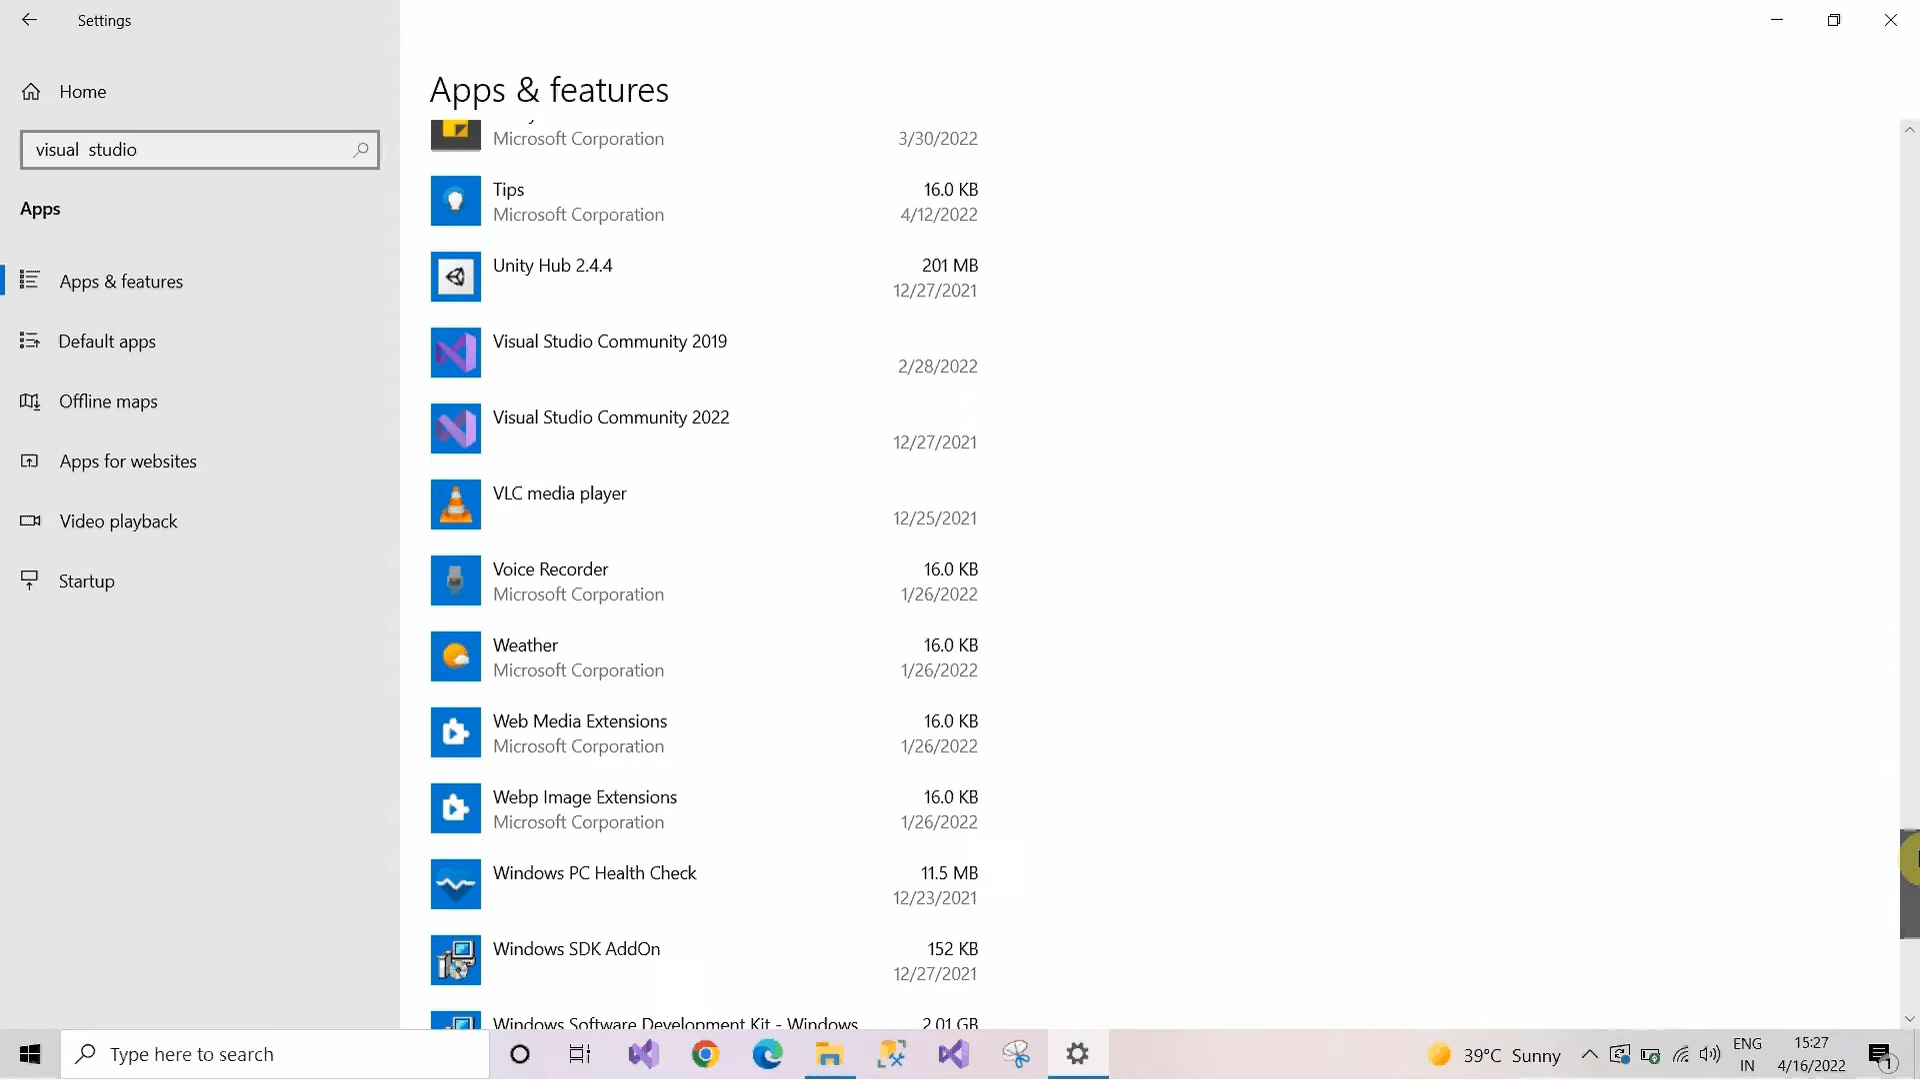 Settings
Home
visual  studio
Apps
Apps & features
Default apps
Offline maps
Apps for websites
Video playback
Startup
Apps & features
Microsoft Corporation 3/30/2022
Tips 16.0 KB
Microsoft Corporation 4/12/2022
Unity Hub 2.4.4 201 MB
12/27/2021
Visual Studio Community 2019
2/28/2022
Visual Studio Community 2022
12/27/2021
VLC media player
12/25/2021
Voice Recorder 16.0 KB
Microsoft Corporation 1/26/2022
Weather 16.0 KB
Microsoft Corporation 1/26/2022
Web Media Extensions 16.0 KB
Microsoft Corporation 1/26/2022
Webp Image Extensions 16.0 KB
Microsoft Corporation 1/26/2022
Windows PC Health Check 11.5 MB
12/23/2021
Windows SDK AddOn 152 KB
12/27/2021
Windows Software Development Kit - Windows 2.01 GB
Type here to search
39°C Sunny
ENG
IN
15:27
4/16/2022
1